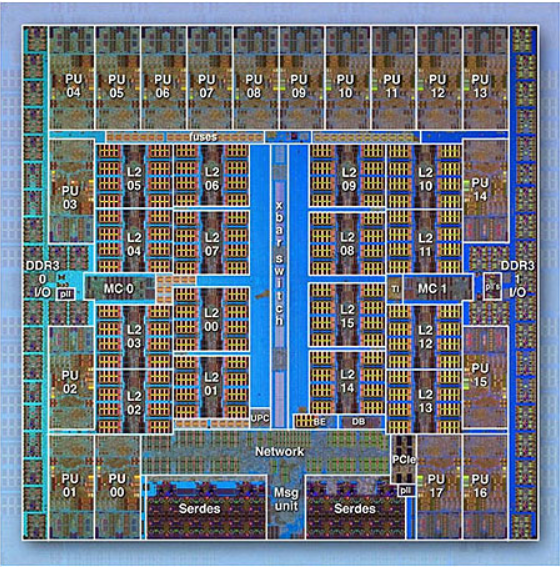 PU 04
PU 05
PU 06
PU 07
PU 08
PU 09
PU 10
PU 11
PU 12
PU 13
fuses
PU 03
L2 05
L2 06
L2 09
L2 10
PU 14
xbar switch
L2 04
L2 07
L2 08
L2 11
DDR3 0 I/O
pll
MC 0
TI
MC 1
plls
DDR3 1 I/O
L2 03
L2 00
L2 15
L2 12
PU 02
L2 02
L2 01
L2 14
L2 13
PU 15
UPC
BE
DB
Network
PCIe
pll
PU 01
PU 00
Serdes
Msg unit
Serdes
PU 17
PU 16